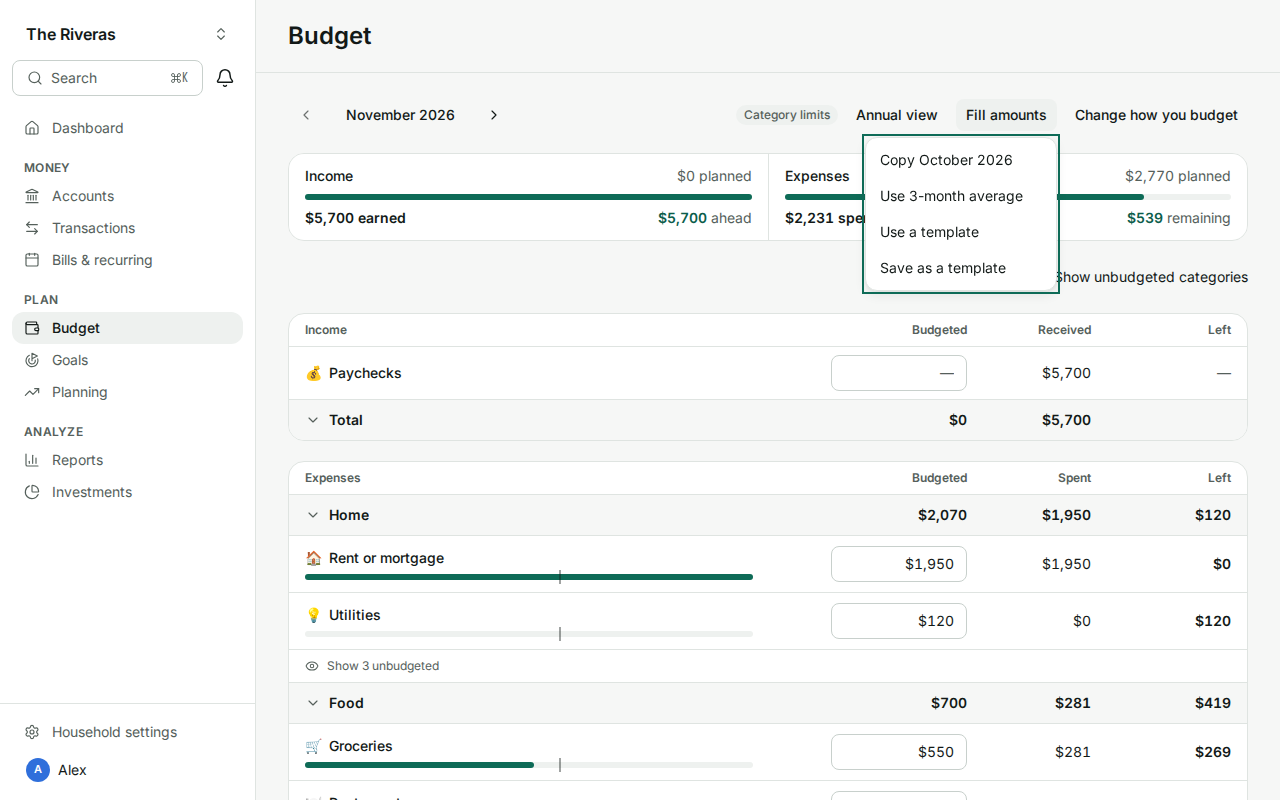 The Riveras
Search ⌘K
Dashboard
MONEY
Accounts
Transactions
Bills & recurring
PLAN
Budget
Goals
Planning
ANALYZE
Reports
Investments
Household settings
A Alex
Budget
November 2026
Category limits Annual view Fill amounts Change how you budget
Copy October 2026
Use 3-month average
Use a template
Save as a template
Income $0 planned
$5,700 earned $5,700 ahead
Expenses $2,770 planned
$2,231 $539 remaining
Show unbudgeted categories
Income Budgeted Received Left
💰 Paychecks — $5,700 —
Total $0 $5,700
Expenses Budgeted Spent Left
Home $2,070 $1,950 $120
🏠 Rent or mortgage $1,950 $1,950 $0
💡 Utilities $120 $0 $120
Show 3 unbudgeted
Food $700 $281 $419
🛒 Groceries $550 $281 $269